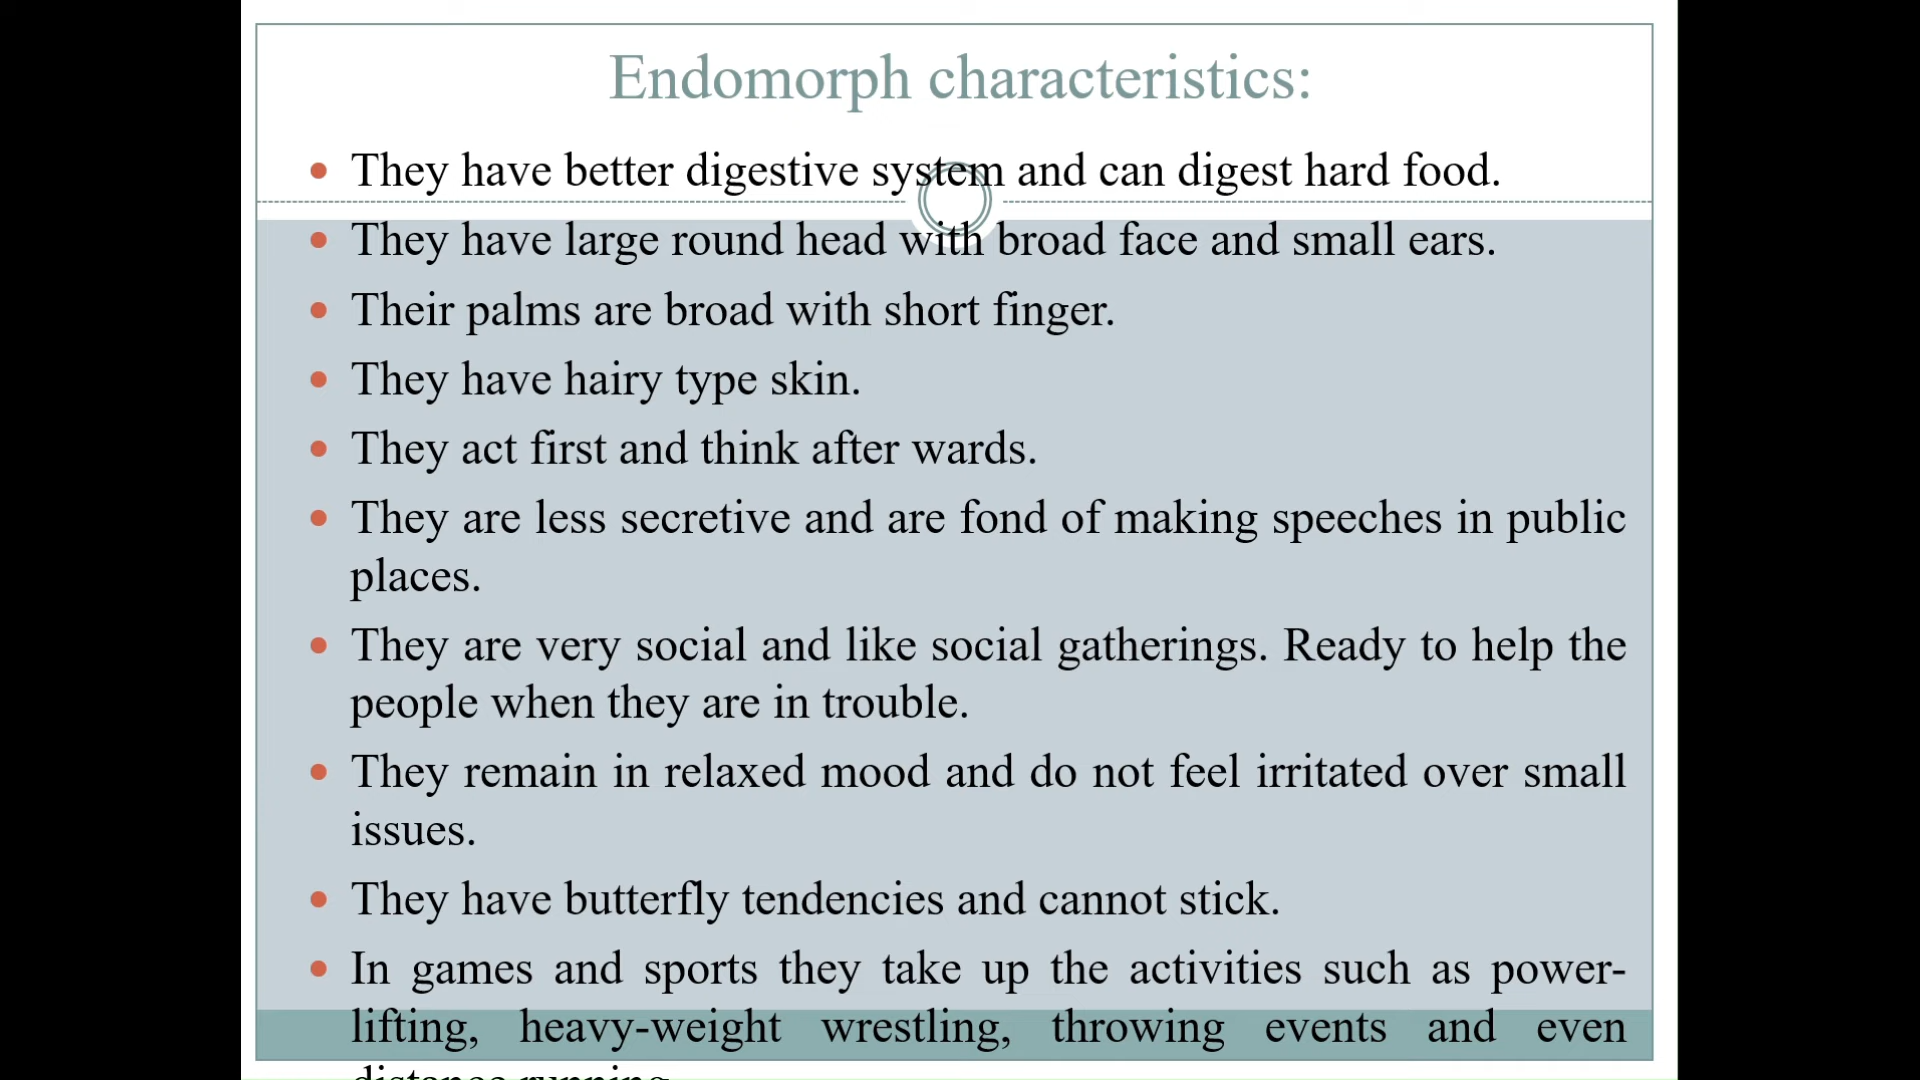 Endomorph characteristics:
• They have better digestive system and can digest hard food.
• They have large round head with broad face and small ears.
• Their palms are broad with short finger.
• They have hairy type skin.
• They act first and think after wards.
• They are less secretive and are fond of making speeches in public
places.
• They are very social and like social gatherings. Ready to help the
people when they are in trouble.
• They remain in relaxed mood and do not feel irritated over small
issues.
• They have butterfly tendencies and cannot stick.
• In games and sports they take up the activities such as power-
lifting, heavy-weight wrestling, throwing events and even
distance running